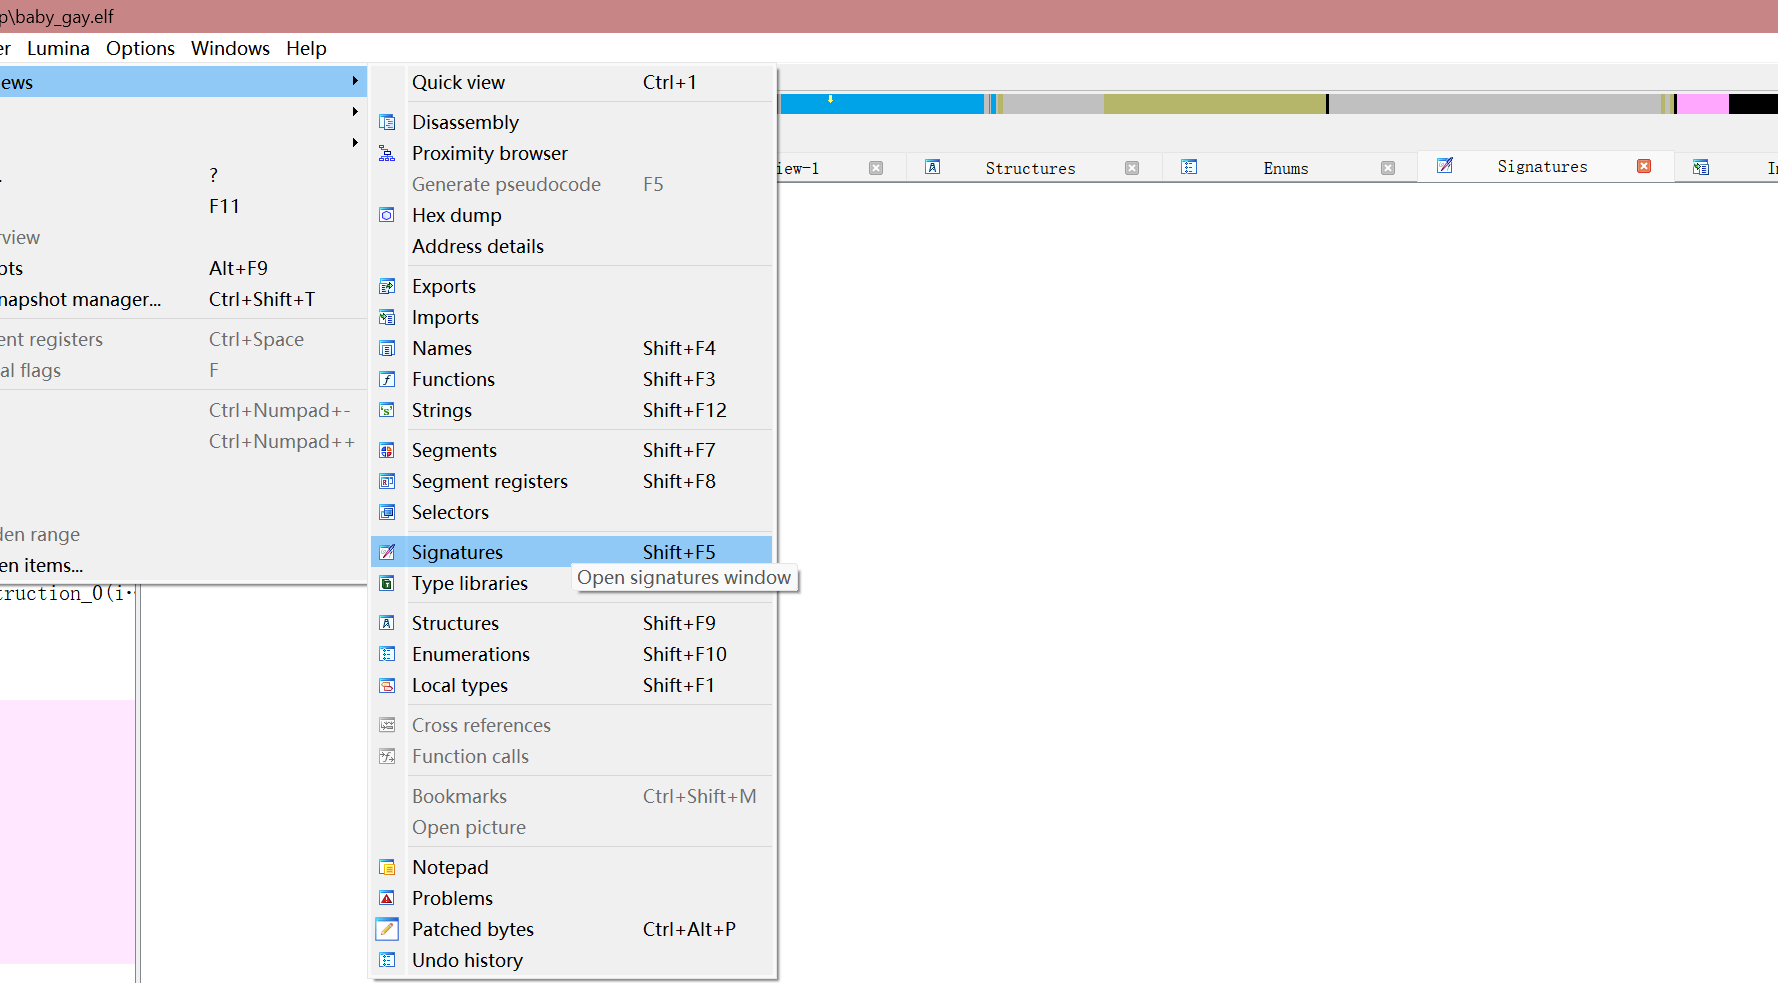 p\baby_gay.elf
er Lumina Options Windows Help
ews
. ?
F11
rview
pts Alt+F9
napshot manager... Ctrl+Shift+T
ent registers Ctrl+Space
al flags F
Ctrl+Numpad+-
Ctrl+Numpad++
den range
en items...
truction_0(i··
Quick view Ctrl+1
Disassembly
Proximity browser
Generate pseudocode F5
Hex dump
Address details
Exports
Imports
Names Shift+F4
Functions Shift+F3
Strings Shift+F12
Segments Shift+F7
Segment registers Shift+F8
Selectors
Signatures Shift+F5
Open signatures window
Type libraries
Structures Shift+F9
Enumerations Shift+F10
Local types Shift+F1
Cross references
Function calls
Bookmarks Ctrl+Shift+M
Open picture
Notepad
Problems
Patched bytes Ctrl+Alt+P
Undo history
iew-1 Structures Enums Signatures I